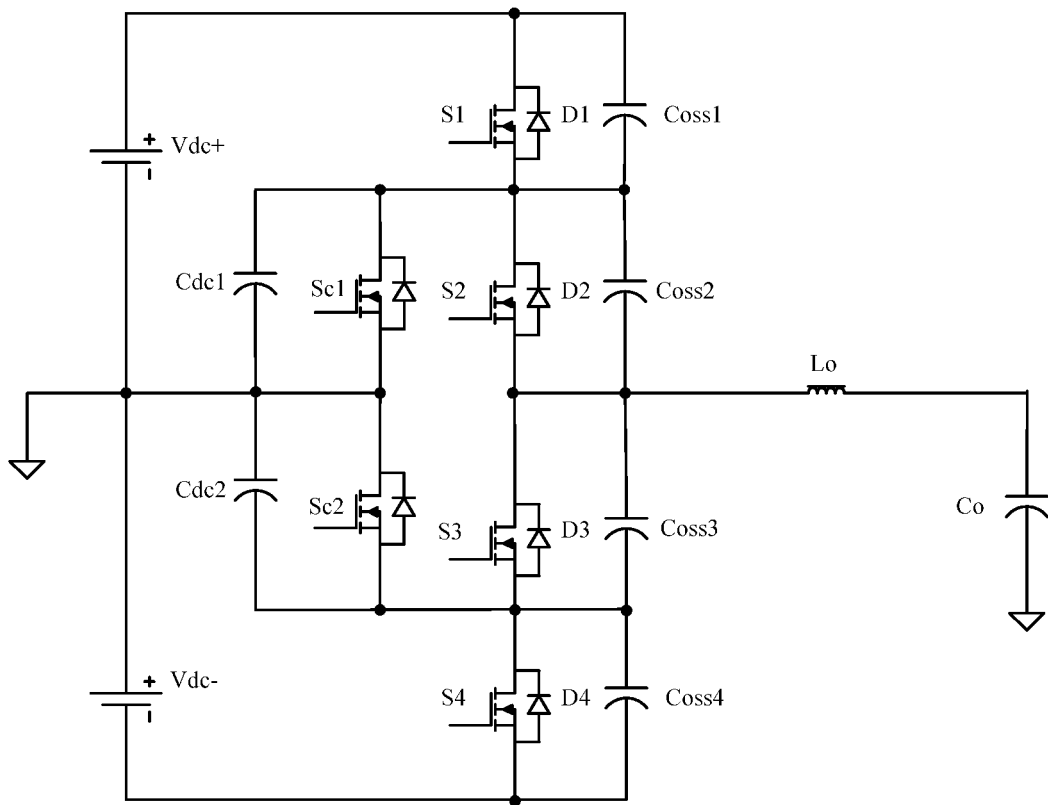 S1
D1
Coss1
+
Vdc+
Cdc1
Sc1
S2
D2
Coss2
Lo
Cdc2
Sc2
S3
D3
Coss3
Co
+
Vdc-
S4
D4
Coss4